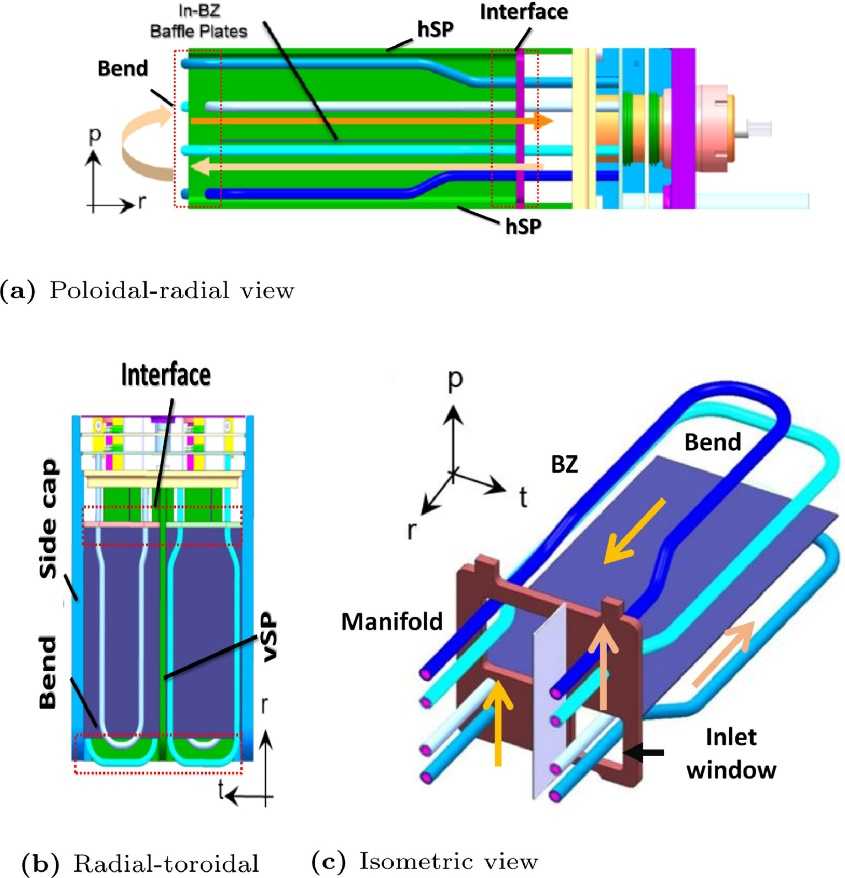 In-BZ
Baffle Plates
hSP
Interface
Bend
p
r
hSP
(a) Poloidal-radial view
Interface
Side cap
Bend
vSP
r
t
(b) Radial-toroidal
p
t
r
BZ
Bend
Manifold
Inlet
window
(c) Isometric view